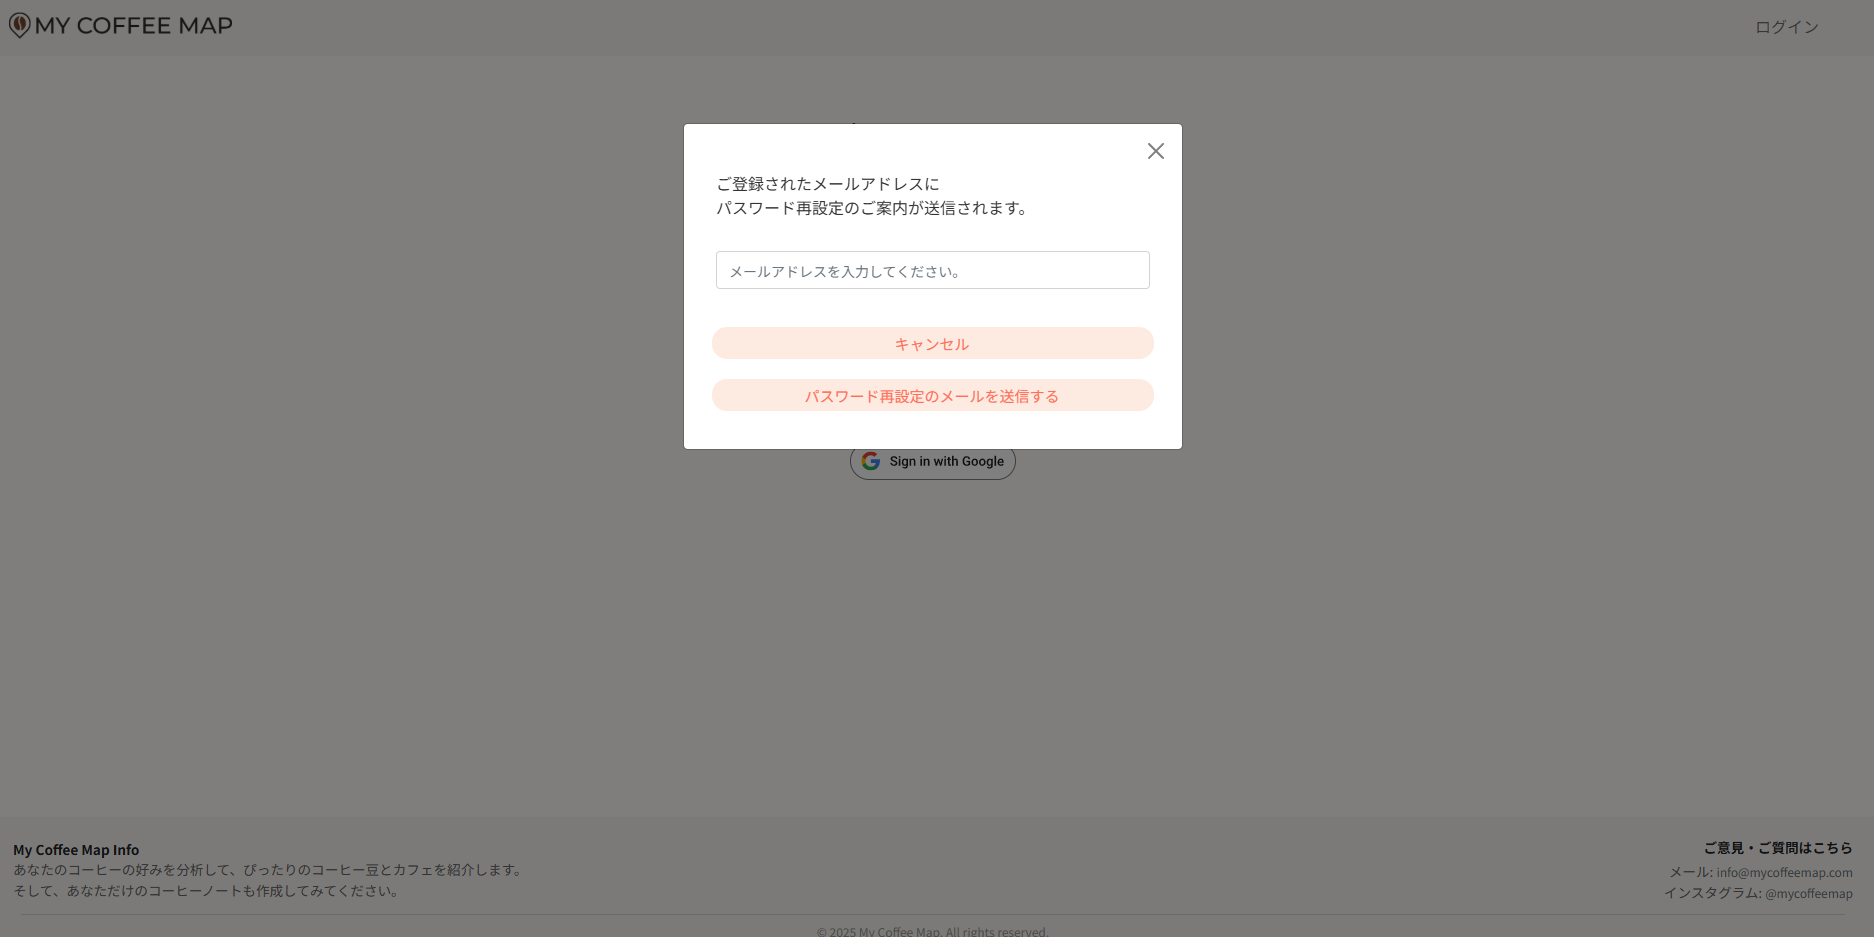 MY COFFEE MAP
ログイン
ご登録されたメールアドレスに
パスワード再設定のご案内が送信されます。
メールアドレスを入力してください。
キャンセル
パスワード再設定のメールを送信する
Sign in with Google
My Coffee Map Info
あなたのコーヒーの好みを分析して、ぴったりのコーヒー豆とカフェを紹介します。
そして、あなただけのコーヒーノートも作成してみてください。
ご意見・ご質問はこちら
メール: info@mycoffeemap.com
インスタグラム: @mycoffeemap
© 2025 My Coffee Map. All rights reserved.